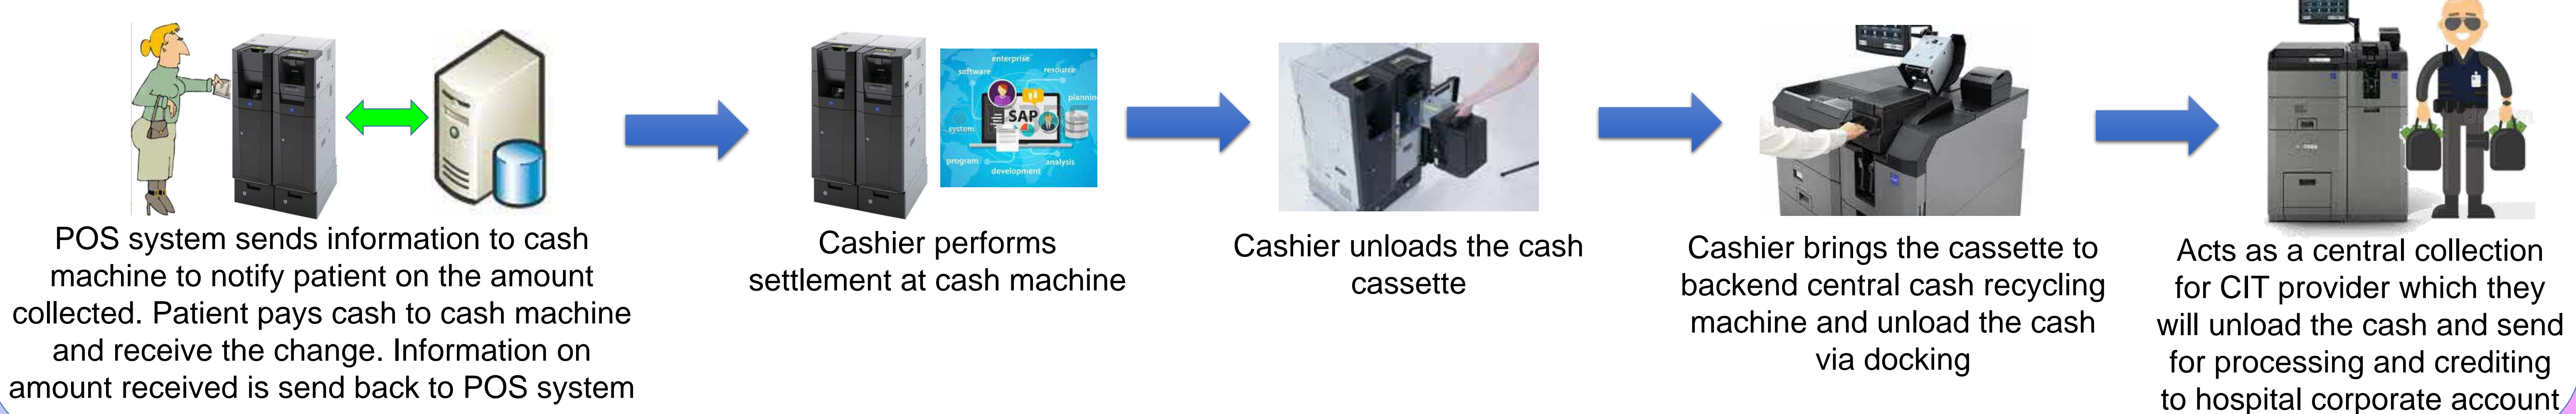 POS system sends information to cash
machine to notify patient on the amount
collected. Patient pays cash to cash machine
and receive the change. Information on
amount received is send back to POS system
enterprise
software
resource
planning
SAP
system
program
analysis
development
Cashier performs
settlement at cash machine
Cashier unloads the cash
cassette
Cashier brings the cassette to
backend central cash recycling
machine and unload the cash
via docking
Acts as a central collection
for CIT provider which they
will unload the cash and send
for processing and crediting
to hospital corporate account